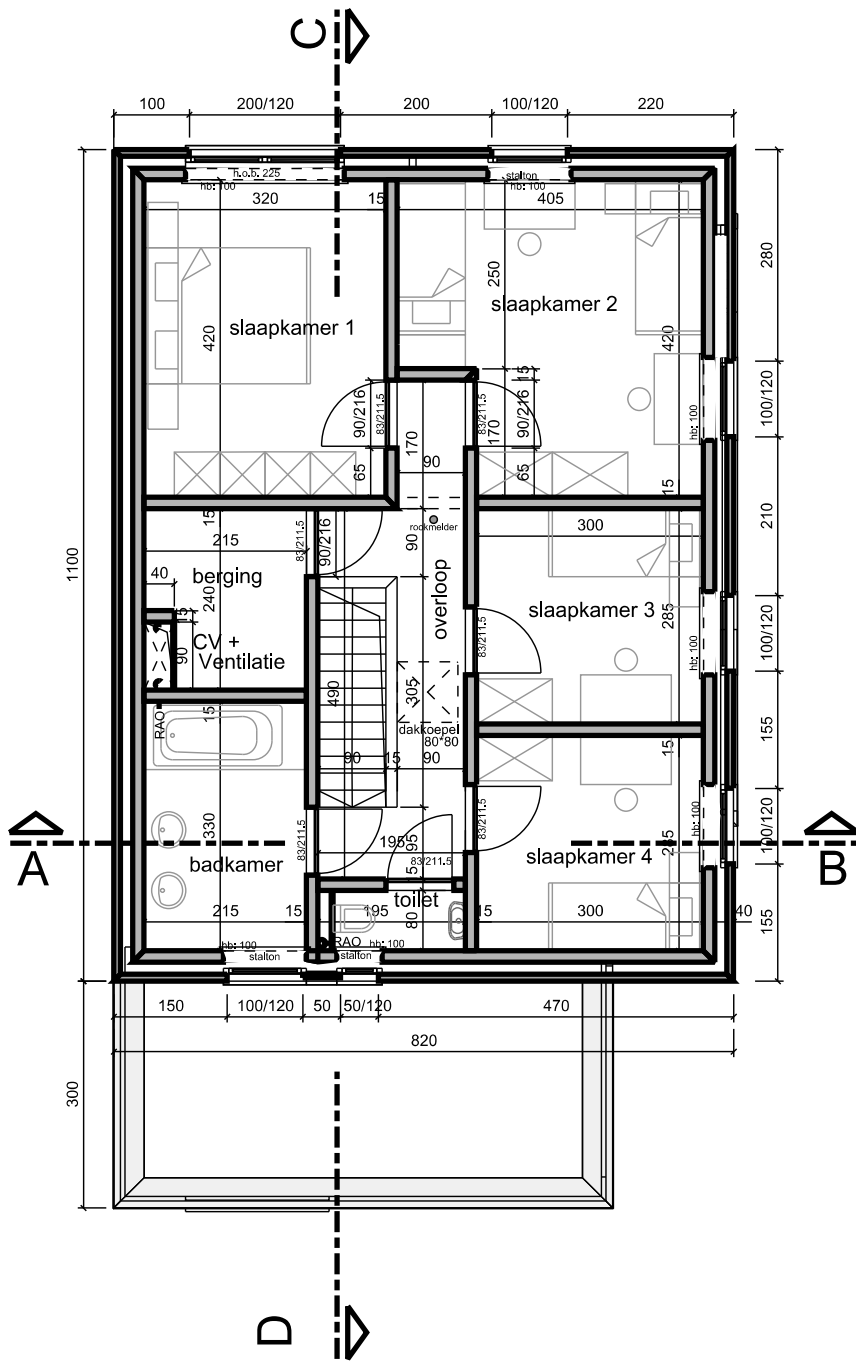 C
100
200/120
200
100/120
220
h.o.b. 225
hb: 100
stalton
hb: 100
320
15
405
280
250
slaapkamer 2
slaapkamer 1
420
420
15
100/120
90/216
83/211.5
83/211.5
90/216
hb: 100
170
170
90
65
65
15
15
rookmelder
300
210
215
83/211.5
90/216
90
1100
berging
overloop
40
240
slaapkamer 3
285
15
83/211.5
100/120
CV +
Ventilatie
90
hb: 100
RAO
15
490
305
dakkoepel
80*80
155
90
15
90
15
330
83/211.5
83/211.5
hb: 100
100/120
A
195
95
83/211.5
285
B
badkamer
slaapkamer 4
15
toilet
215
15
195
80
15
300
40
155
RAO
hb: 100
hb: 100
stalton
stalton
150
100/120
50
50/120
470
820
300
D